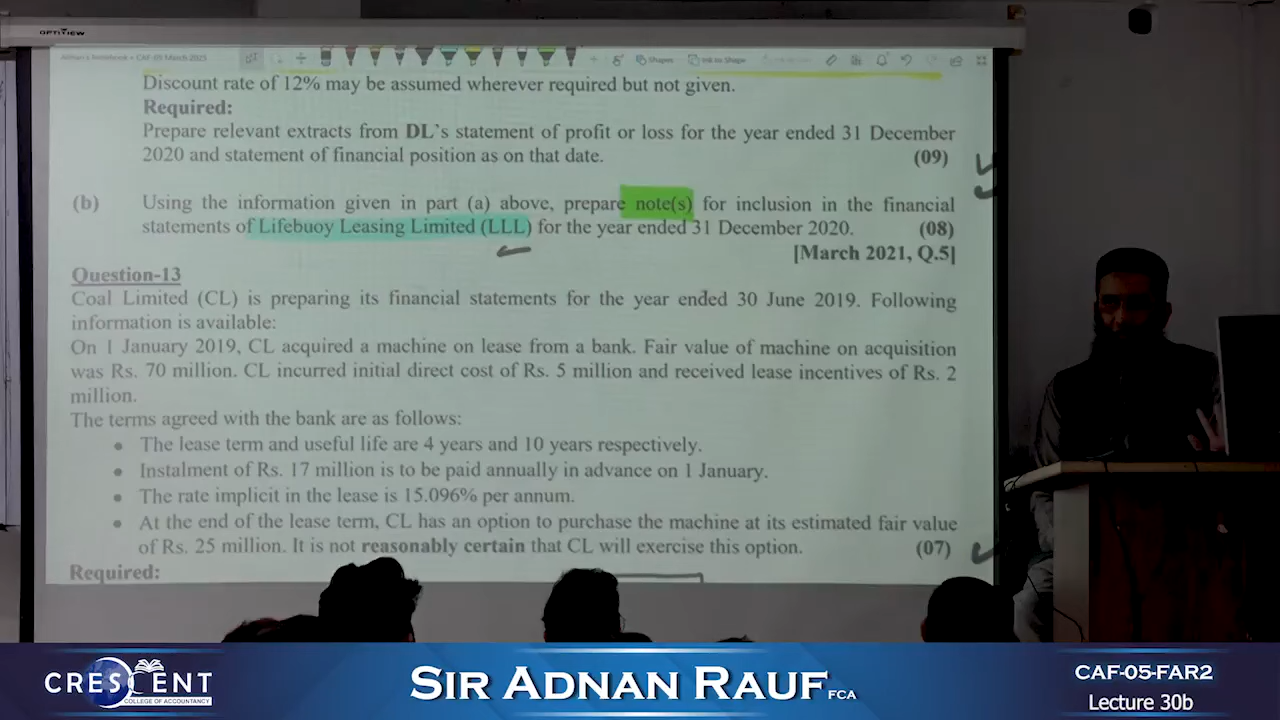 OPTIVIEW
Adnan's Notebook • CAF-05 March-2025
Shapes
Ink to Shape
Discount rate of 12% may be assumed wherever required but not given.
Required:
Prepare relevant extracts from DL's statement of profit or loss for the year ended 31 December
2020 and statement of financial position as on that date. (09)
(b) Using the information given in part (a) above, prepare note(s) for inclusion in the financial
statements of Lifebuoy Leasing Limited (LLL) for the year ended 31 December 2020. (08)
[March 2021, Q.5]
Question-13
Coal Limited (CL) is preparing its financial statements for the year ended 30 June 2019. Following
information is available:
On 1 January 2019, CL acquired a machine on lease from a bank. Fair value of machine on acquisition
was Rs. 70 million. CL incurred initial direct cost of Rs. 5 million and received lease incentives of Rs. 2
million.
The terms agreed with the bank are as follows:
• The lease term and useful life are 4 years and 10 years respectively.
• Instalment of Rs. 17 million is to be paid annually in advance on 1 January.
• The rate implicit in the lease is 15.096% per annum.
• At the end of the lease term, CL has an option to purchase the machine at its estimated fair value
of Rs. 25 million. It is not reasonably certain that CL will exercise this option. (07)
Required:
CRESCENT
COLLEGE OF ACCOUNTANCY
SIR ADNAN RAUF FCA
CAF-05-FAR2
Lecture 30b